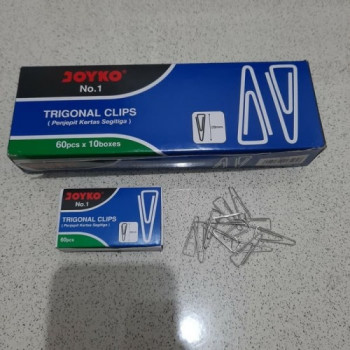 JOYKO
No.1
TRIGONAL CLIPS
( Penjepit Kertas Segitiga )
60pcs x 10boxes
JOYKO
No.1
TRIGONAL CLIPS
( Penjepit Kertas Segitiga )
60pcs